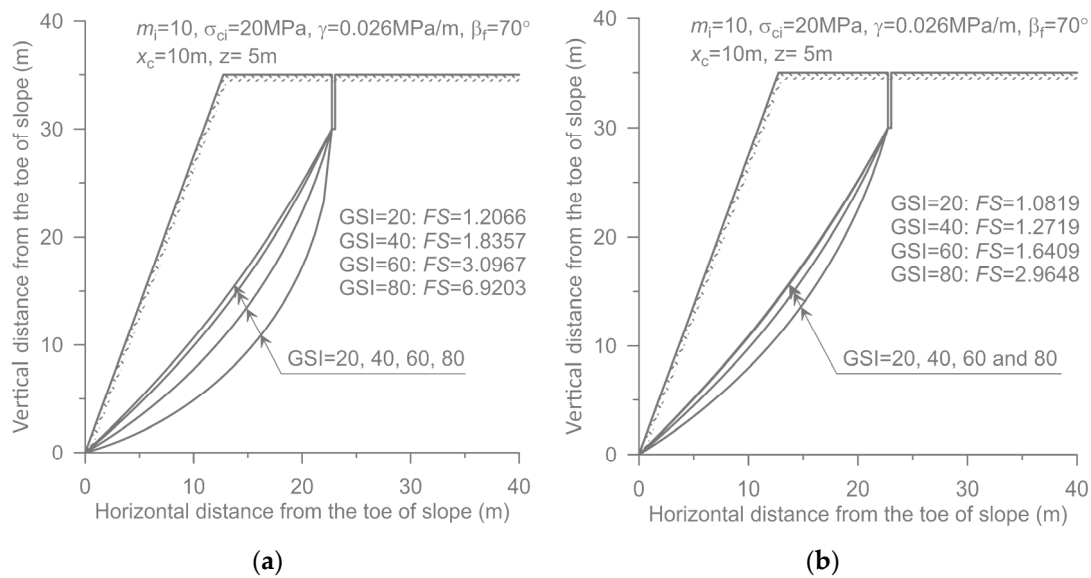 mi=10, σci=20MPa, γ=0.026MPa/m, βf=70°
xc=10m, z= 5m
40
30
20
10
0
Vertical distance from the toe of slope (m)
GSI=20: FS=1.2066
GSI=40: FS=1.8357
GSI=60: FS=3.0967
GSI=80: FS=6.9203
GSI=20, 40, 60, 80
0 10 20 30 40
Horizontal distance from the toe of slope (m)
(a)
mi=10, σci=20MPa, γ=0.026MPa/m, βf=70°
xc=10m, z= 5m
40
30
20
10
0
Vertical distance from the toe of slope (m)
GSI=20: FS=1.0819
GSI=40: FS=1.2719
GSI=60: FS=1.6409
GSI=80: FS=2.9648
GSI=20, 40, 60 and 80
0 10 20 30 40
Horizontal distance from the toe of slope (m)
(b)